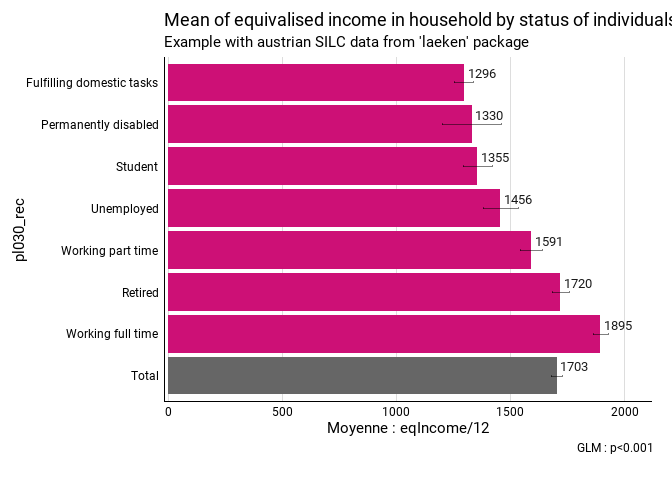 Mean of equivalised income in household by status of individuals
Example with austrian SILC data from 'laeken' package
pl030_rec
Fulfilling domestic tasks 1296
Permanently disabled 1330
Student 1355
Unemployed 1456
Working part time 1591
Retired 1720
Working full time 1895
Total 1703
0 500 1000 1500 2000
Moyenne : eqIncome/12
GLM : p<0.001